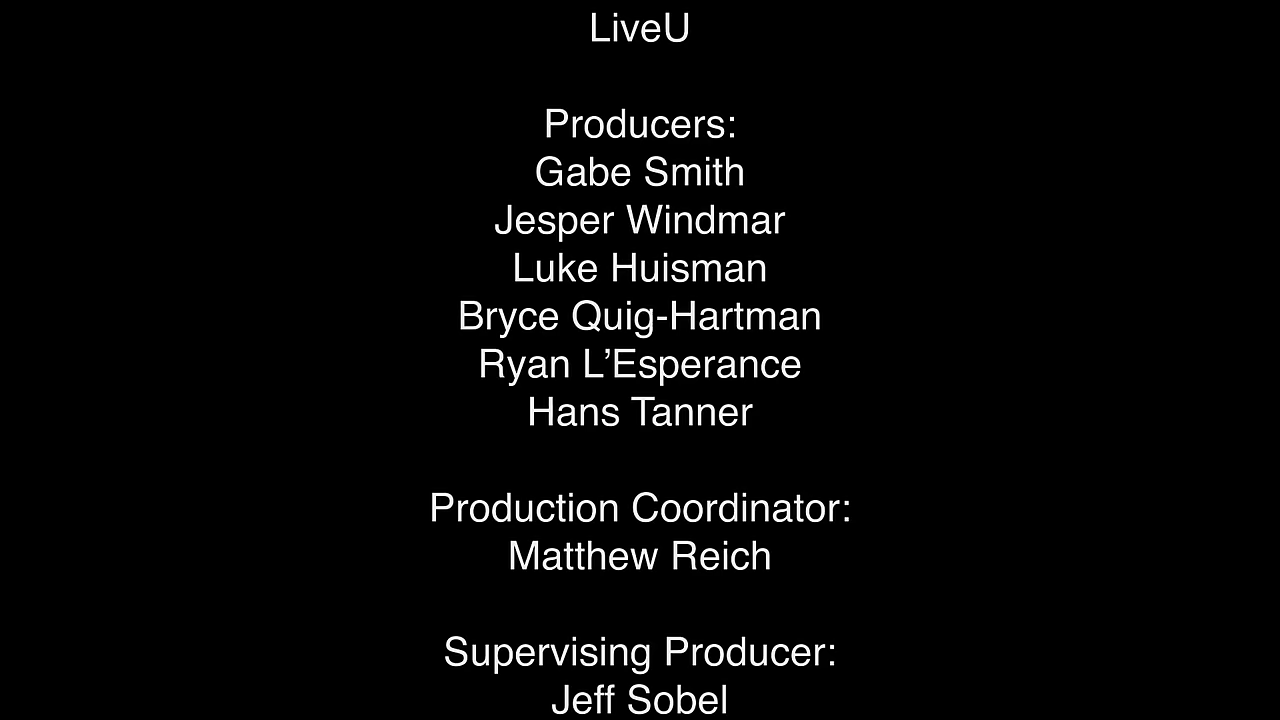 LiveU
Producers:
Gabe Smith
Jesper Windmar
Luke Huisman
Bryce Quig-Hartman
Ryan L’Esperance
Hans Tanner
Production Coordinator:
Matthew Reich
Supervising Producer:
Jeff Sobel